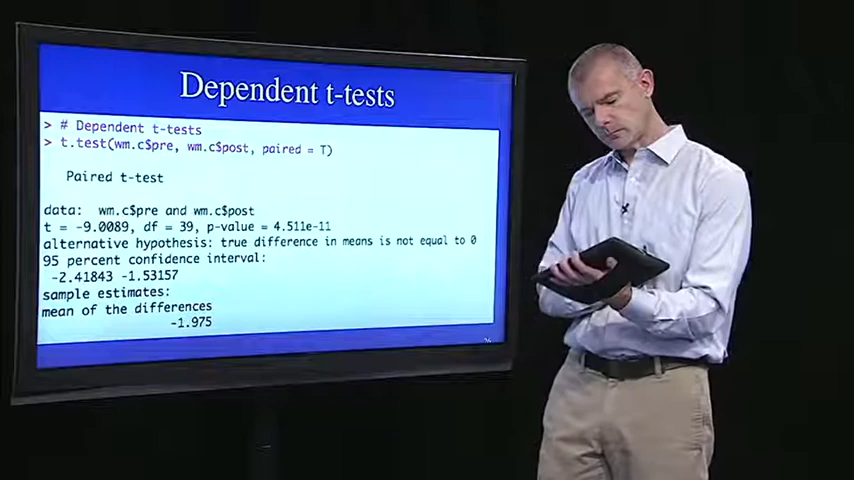 Dependent t-tests
> # Dependent t-tests
> t.test(wm.c$pre, wm.c$post, paired = T)
Paired t-test
data: wm.c$pre and wm.c$post
t = -9.0089, df = 39, p-value = 4.511e-11
alternative hypothesis: true difference in means is not equal to 0
95 percent confidence interval:
-2.41843 -1.53157
sample estimates:
mean of the differences
-1.975